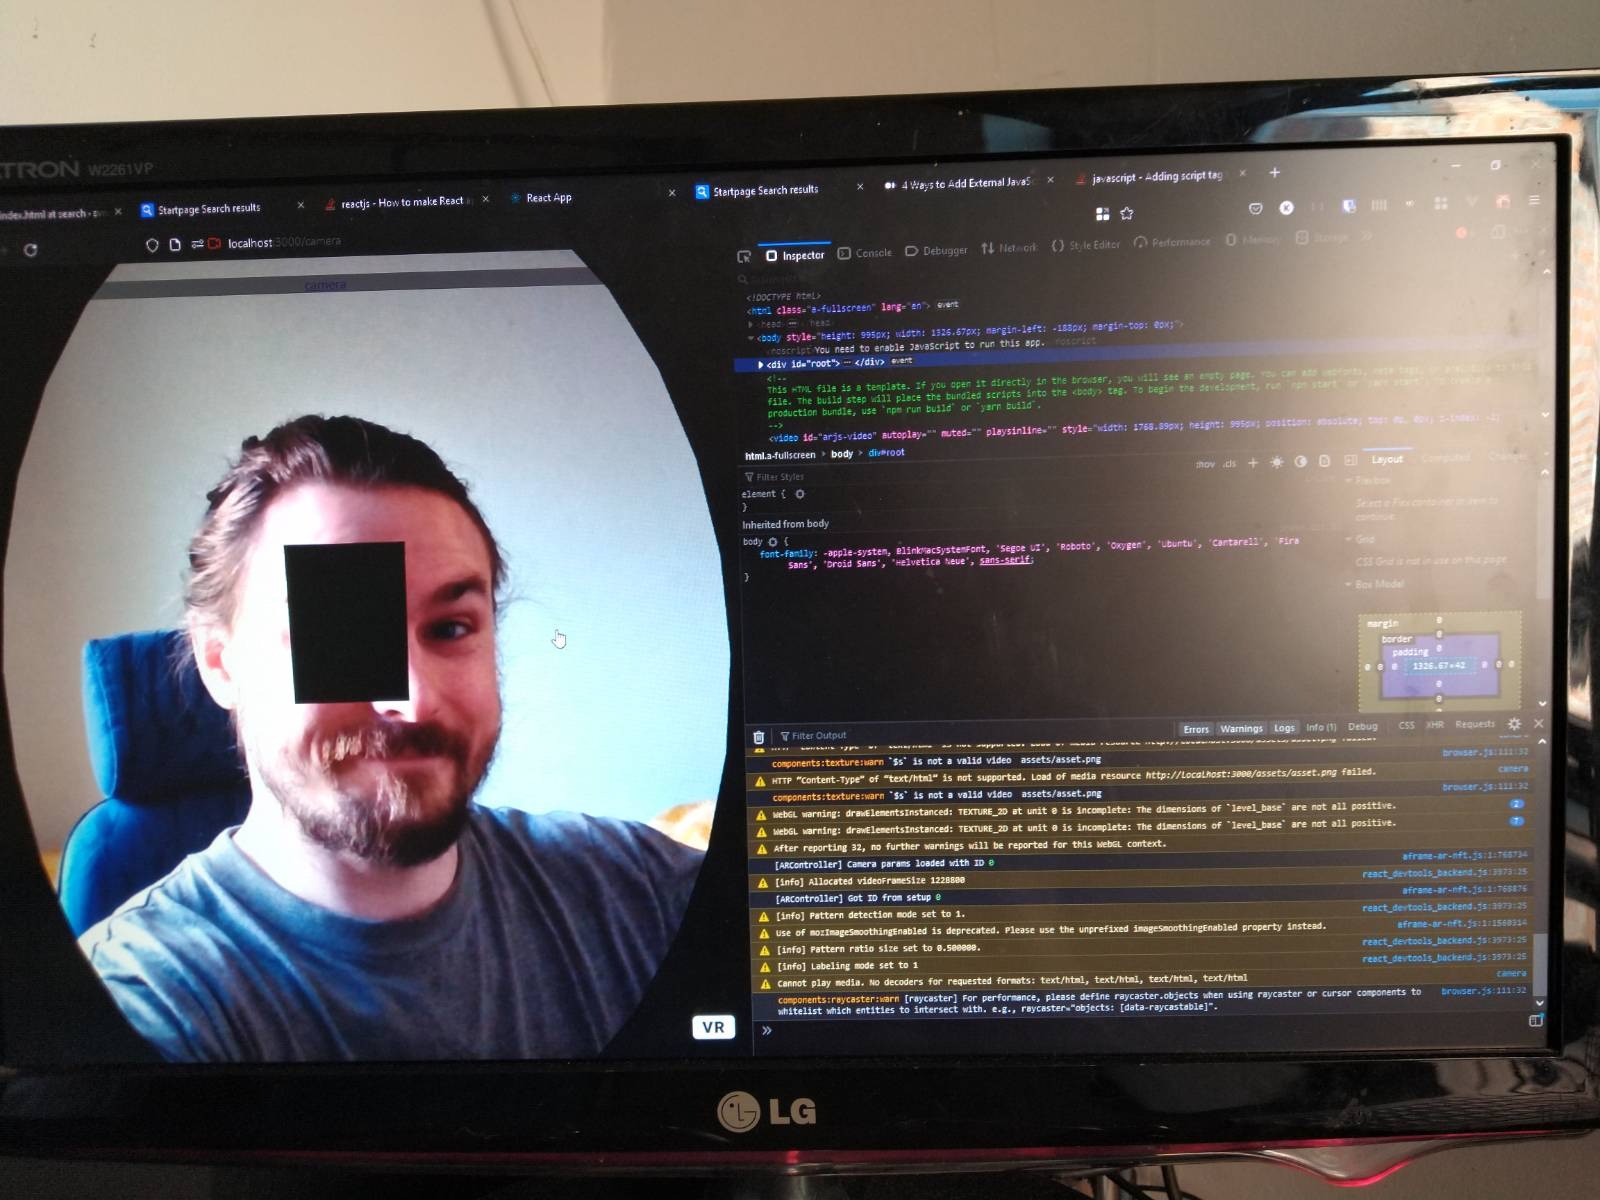 TRON W2261VP
index.html at search
Startpage Search results
reactjs - How to make React
React App
Startpage Search results
4 Ways to Add External JavaS
javascript - Adding script tag
localhost:3000/camera
camera
Inspector
Console
Debugger
Network
Style Editor
Performance
Memory
Storage
<!DOCTYPE html>
<html class="a-fullscreen" lang="en"> event
<head> </head>
<body style="height: 995px; width: 1326.67px; margin-left: -188px; margin-top: 0px;">
<noscript>You need to enable JavaScript to run this app.</noscript>
<div id="root"> </div> event
<!--
This HTML file is a template. If you open it directly in the browser, you will see an empty page. You can add webfonts, meta tags, or analytics to this
file. The build step will place the bundled scripts into the <body> tag. To begin the development, run `npm start` or `yarn start`
production bundle, use `npm run build` or `yarn build`.
-->
<video id="arjs-video" autoplay="" muted="" playsinline="" style="width: 1768.89px; height: 995px; position: absolute; top: 0px;
html.a-fullscreen > body > div#root
Filter Styles
:hov .cls +
Layout
Computed
Changes
element {
}
Inherited from body
body {
font-family: -apple-system, BlinkMacSystemFont, 'Segoe UI', 'Roboto', 'Oxygen', 'Ubuntu', 'Cantarell', 'Fira
Sans', 'Droid Sans', 'Helvetica Neue', sans-serif;
}
Flexbox
Select a Flex container or item to
continue.
Grid
CSS Grid is not in use on this page
Box Model
margin 0
border 0
padding 0
0 0 0 1326.67×42 0 0 0
0
0
Filter Output
Errors Warnings Logs Info (1) Debug CSS XHR Requests
components:texture:warn `$s` is not a valid video assets/asset.png browser.js:111:32
HTTP "Content-Type" of "text/html" is not supported. Load of media resource http://localhost:3000/assets/asset.png failed. camera
components:texture:warn `$s` is not a valid video assets/asset.png browser.js:111:32
WebGL warning: drawElementsInstanced: TEXTURE_2D at unit 0 is incomplete: The dimensions of `level_base` are not all positive. 2
WebGL warning: drawElementsInstanced: TEXTURE_2D at unit 0 is incomplete: The dimensions of `level_base` are not all positive. 7
After reporting 32, no further warnings will be reported for this WebGL context.
[ARController] Camera params loaded with ID 0 aframe-ar-nft.js:1:768734
[info] Allocated videoFrameSize 1228800 react_devtools_backend.js:3973:25
[ARController] Got ID from setup 0 aframe-ar-nft.js:1:768876
[info] Pattern detection mode set to 1. react_devtools_backend.js:3973:25
Use of mozImageSmoothingEnabled is deprecated. Please use the unprefixed imageSmoothingEnabled property instead. aframe-ar-nft.js:1:1560314
[info] Pattern ratio size set to 0.500000. react_devtools_backend.js:3973:25
[info] Labeling mode set to 1 react_devtools_backend.js:3973:25
Cannot play media. No decoders for requested formats: text/html, text/html, text/html, text/html camera
components:raycaster:warn [raycaster] For performance, please define raycaster.objects when using raycaster or cursor components to browser.js:111:32
whitelist which entities to intersect with. e.g., raycaster="objects: [data-raycastable]".
VR
LG